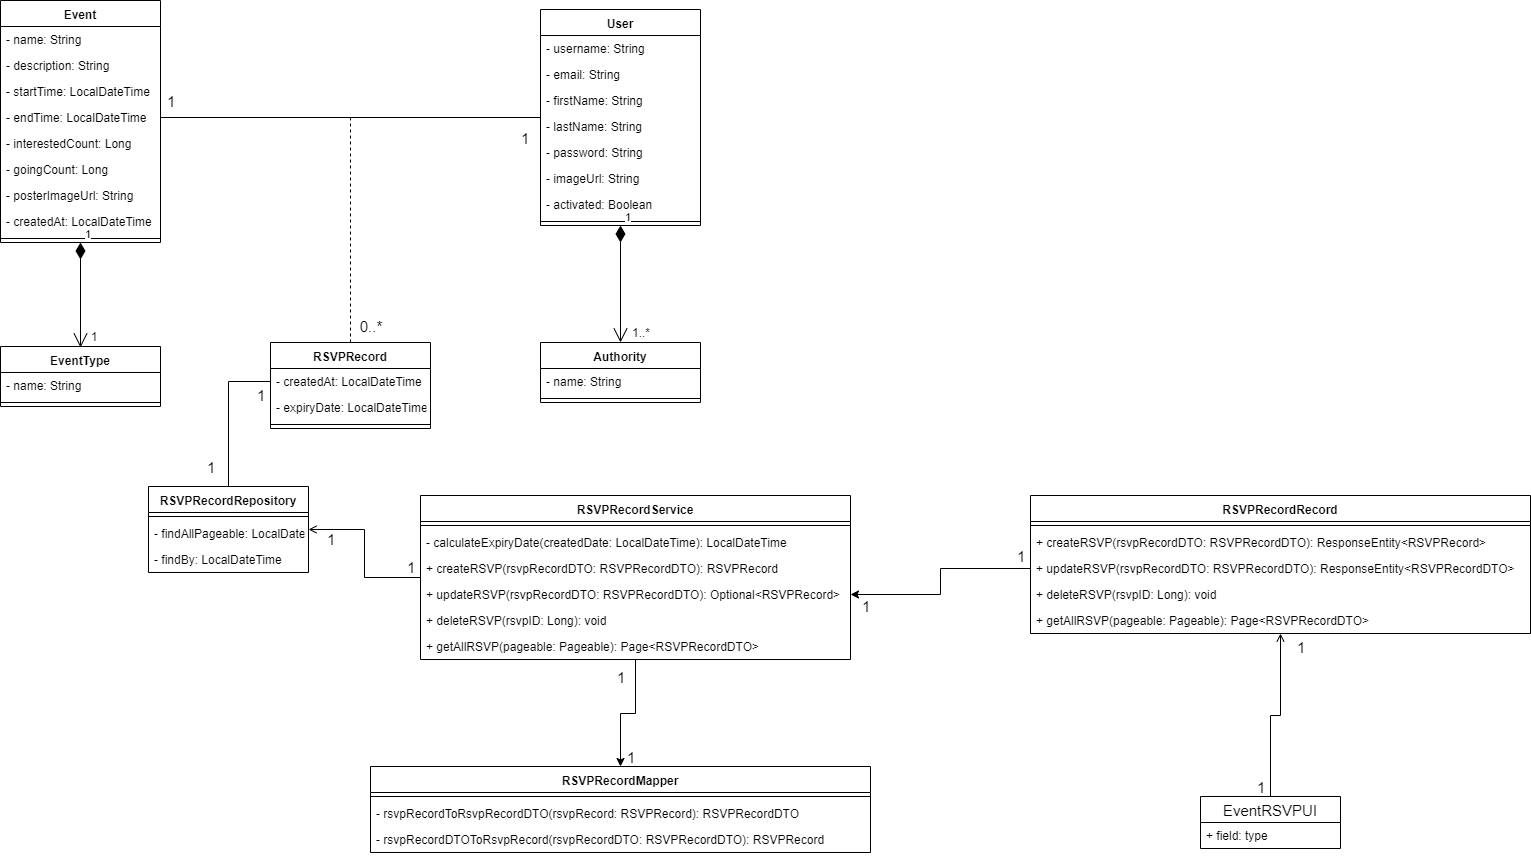 Event
- name: String
- description: String
- startTime: LocalDateTime
- endTime: LocalDateTime
- interestedCount: Long
- goingCount: Long
- posterImageUrl: String
- createdAt: LocalDateTime
1
1
1
User
- username: String
- email: String
- firstName: String
- lastName: String
- password: String
- imageUrl: String
- activated: Boolean
1
1
EventType
- name: String
0..*
RSVPRecord
- createdAt: LocalDateTime
- expiryDate: LocalDateTime
1..*
Authority
- name: String
1
1
RSVPRecordRepository
- findAllPageable: LocalDate
- findBy: LocalDateTime
1
1
RSVPRecordService
- calculateExpiryDate(createdDate: LocalDateTime): LocalDateTime
+ createRSVP(rsvpRecordDTO: RSVPRecordDTO): RSVPRecord
+ updateRSVP(rsvpRecordDTO: RSVPRecordDTO): Optional<RSVPRecord>
+ deleteRSVP(rsvpID: Long): void
+ getAllRSVP(pageable: Pageable): Page<RSVPRecordDTO>
1
1
RSVPRecordRecord
+ createRSVP(rsvpRecordDTO: RSVPRecordDTO): ResponseEntity<RSVPRecord>
+ updateRSVP(rsvpRecordDTO: RSVPRecordDTO): ResponseEntity<RSVPRecordDTO>
+ deleteRSVP(rsvpID: Long): void
+ getAllRSVP(pageable: Pageable): Page<RSVPRecordDTO>
1
1
1
RSVPRecordMapper
- rsvpRecordToRsvpRecordDTO(rsvpRecord: RSVPRecord): RSVPRecordDTO
- rsvpRecordDTOToRsvpRecord(rsvpRecordDTO: RSVPRecordDTO): RSVPRecord
1
EventRSVPUI
+ field: type